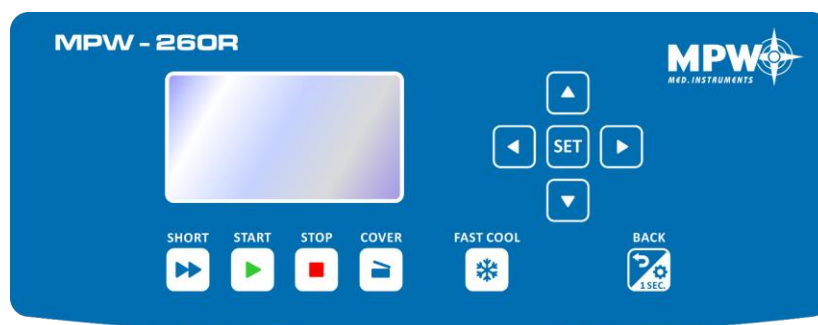 MPW - 260R
MPW
MED. INSTRUMENTS
SET
SHORT START STOP COVER FAST COOL BACK
1 SEC.